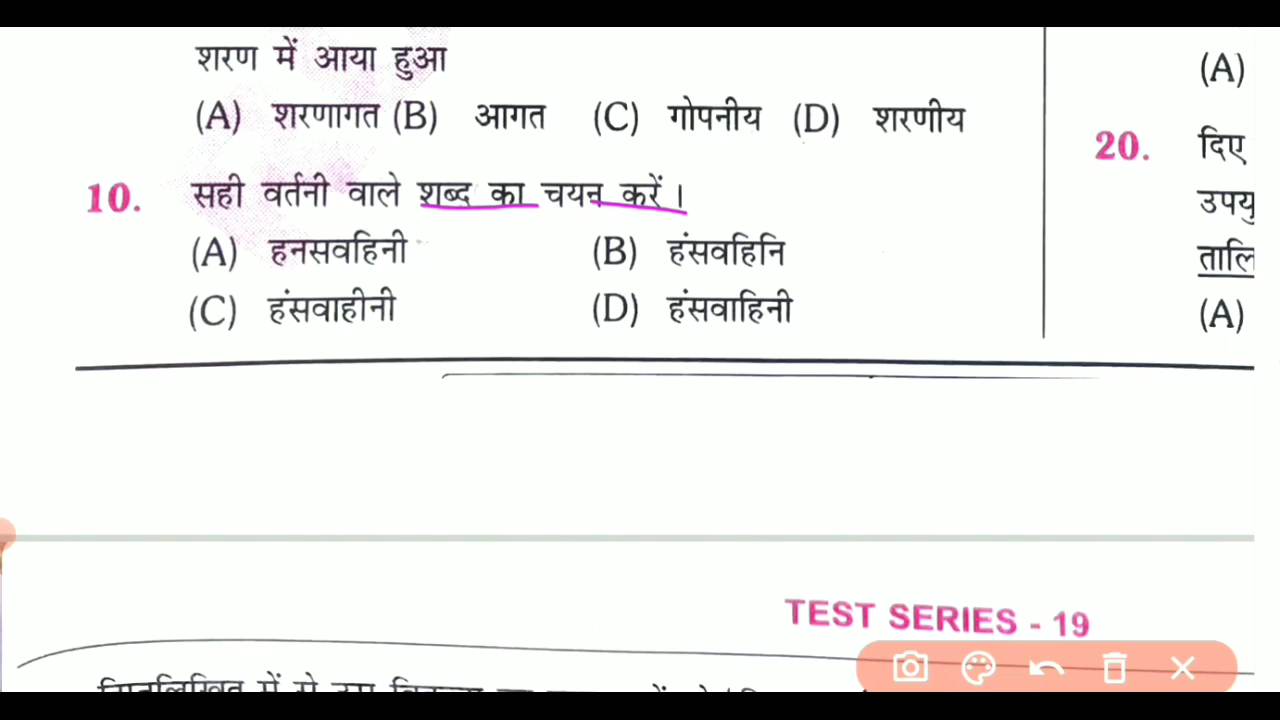 शरण में आया हुआ
(A) शरणागत (B) आगत (C) गोपनीय (D) शरणीय
10. सही वर्तनी वाले शब्द का चयन करें।
(A) हनसवहिनी (B) हंसवहिनि
(C) हंसवाहीनी (D) हंसवाहिनी
(A)
20. दिए
(A)
TEST SERIES - 19